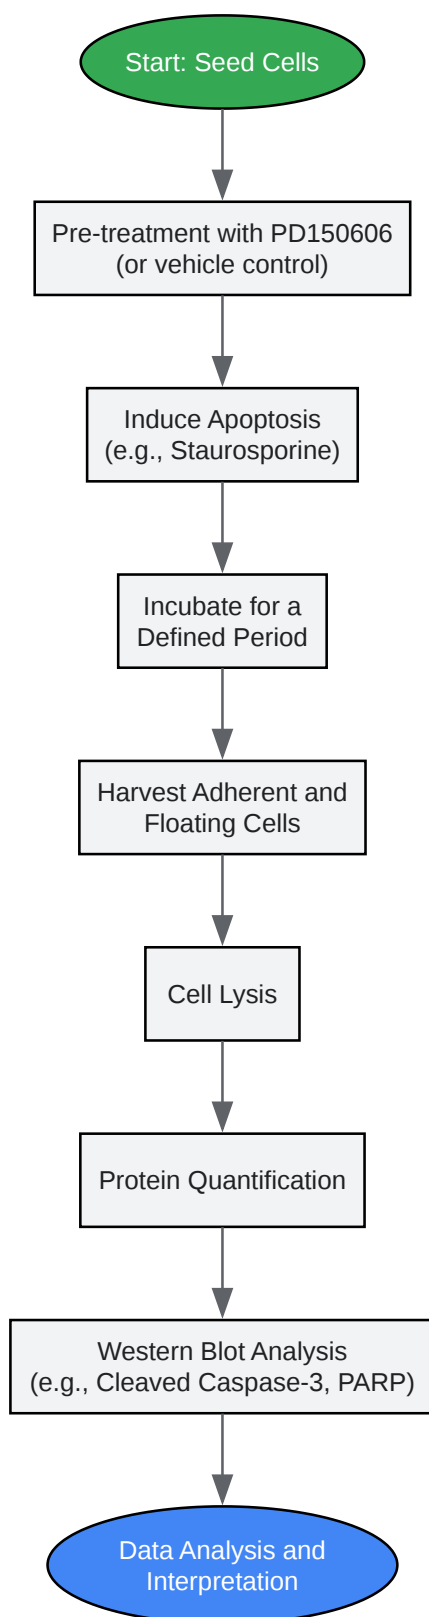 Start: Seed Cells
Pre-treatment with PD150606
(or vehicle control)
Induce Apoptosis
(e.g., Staurosporine)
Incubate for a
Defined Period
Harvest Adherent and
Floating Cells
Cell Lysis
Protein Quantification
Western Blot Analysis
(e.g., Cleaved Caspase-3, PARP)
Data Analysis and
Interpretation